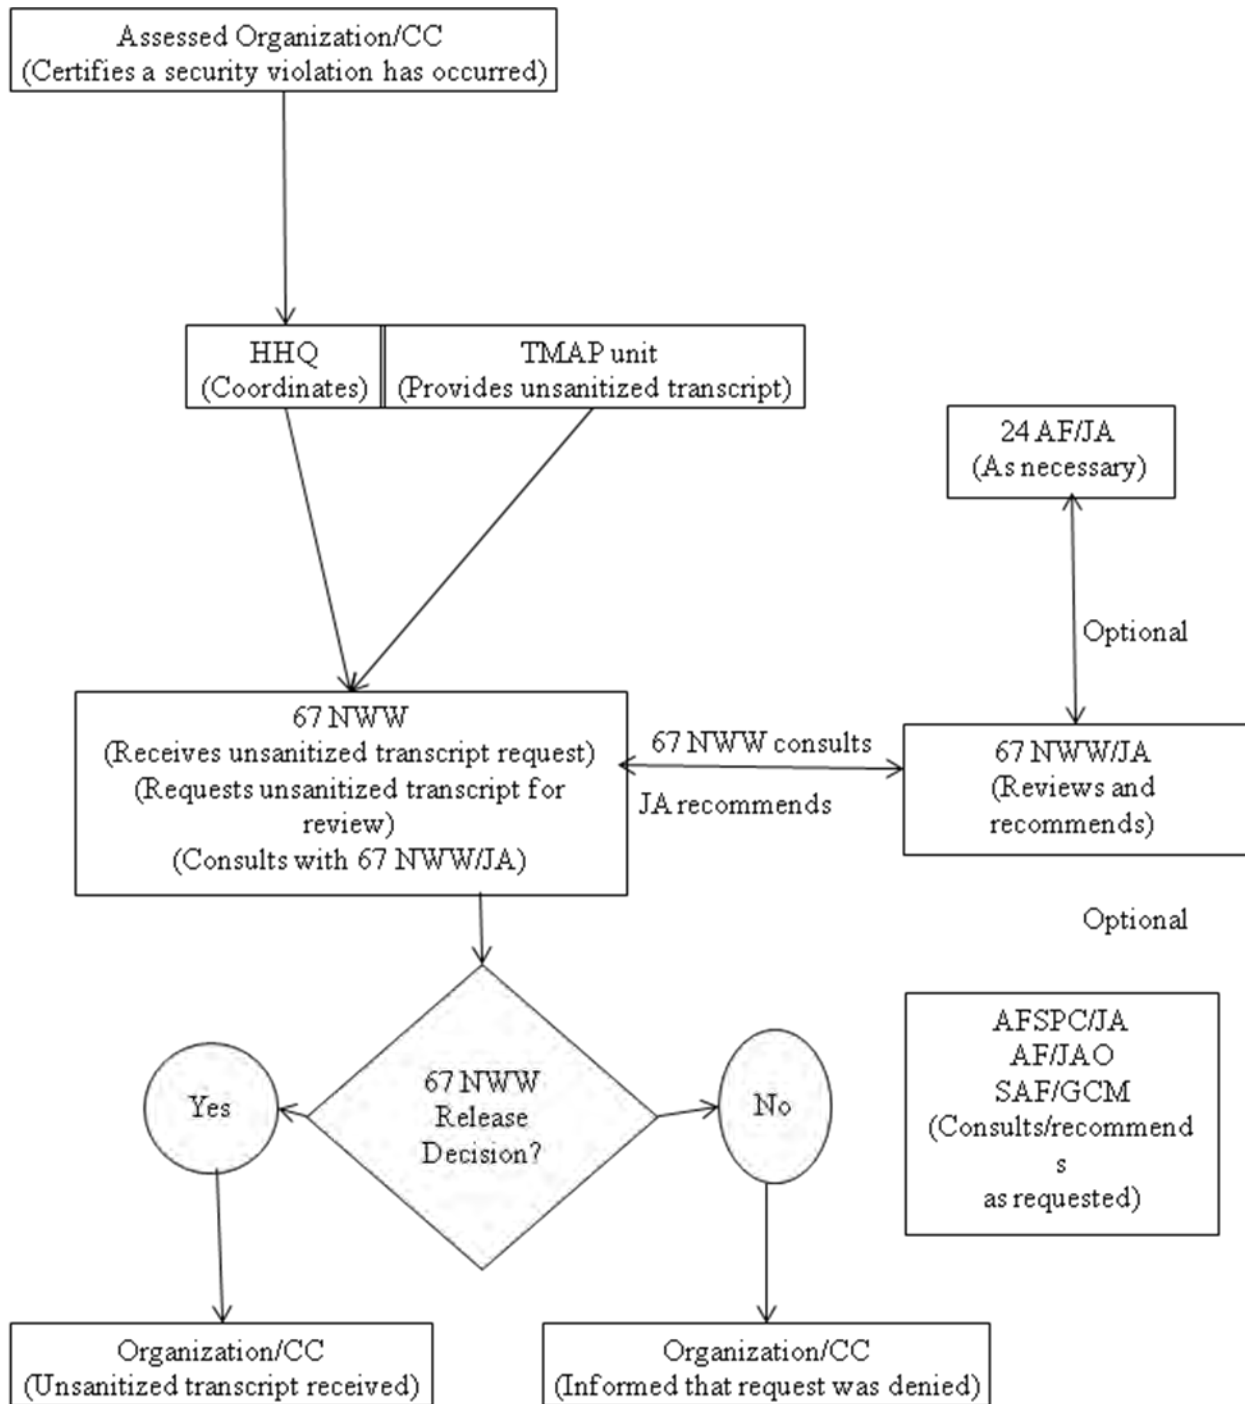 Assessed Organization/CC
(Certifies a security violation has occurred)
HHQ
(Coordinates)
TMAP unit
(Provides unsanitized transcript)
24 AF/JA
(As necessary)
Optional
67 NWW
(Receives unsanitized transcript request)
(Requests unsanitized transcript for
review)
(Consults with 67 NWW/JA)
67 NWW consults
JA recommends
67 NWW/JA
(Reviews and
recommends)
Optional
AFSPC/JA
AF/JAO
SAF/GCM
(Consults/recommend
s
as requested)
67 NWW
Release
Decision?
Yes
No
Organization/CC
(Unsanitized transcript received)
Organization/CC
(Informed that request was denied)